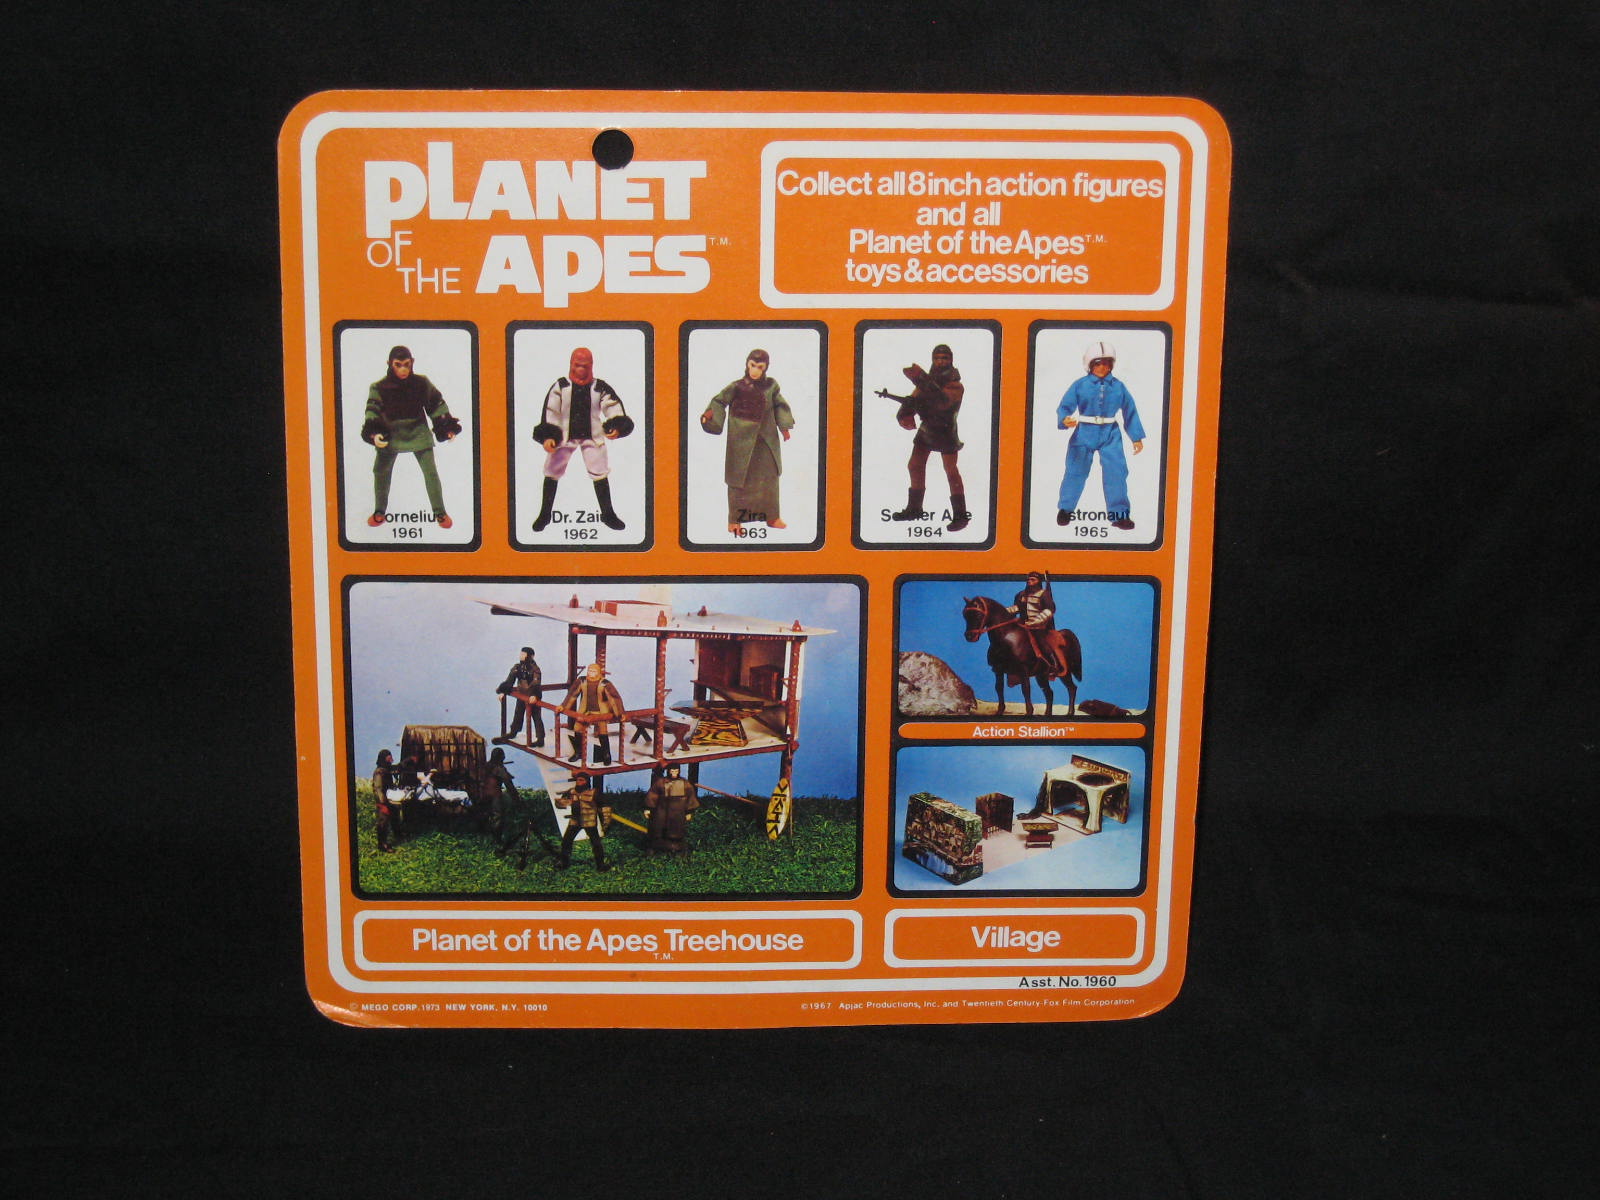 PLANET
OF THE APES T.M.
Collect all 8 inch action figures
and all
Planet of the Apes T.M.
toys & accessories
Cornelius
1961
Dr. Zaius
1962
Zira
1963
Soldier Ape
1964
Astronaut
1965
Action Stallion™
Planet of the Apes Treehouse
T.M.
Village
Asst. No. 1960
© MEGO CORP. 1973 NEW YORK, N.Y. 10010
©1967 Apjac Productions, Inc. and Twentieth Century-Fox Film Corporation